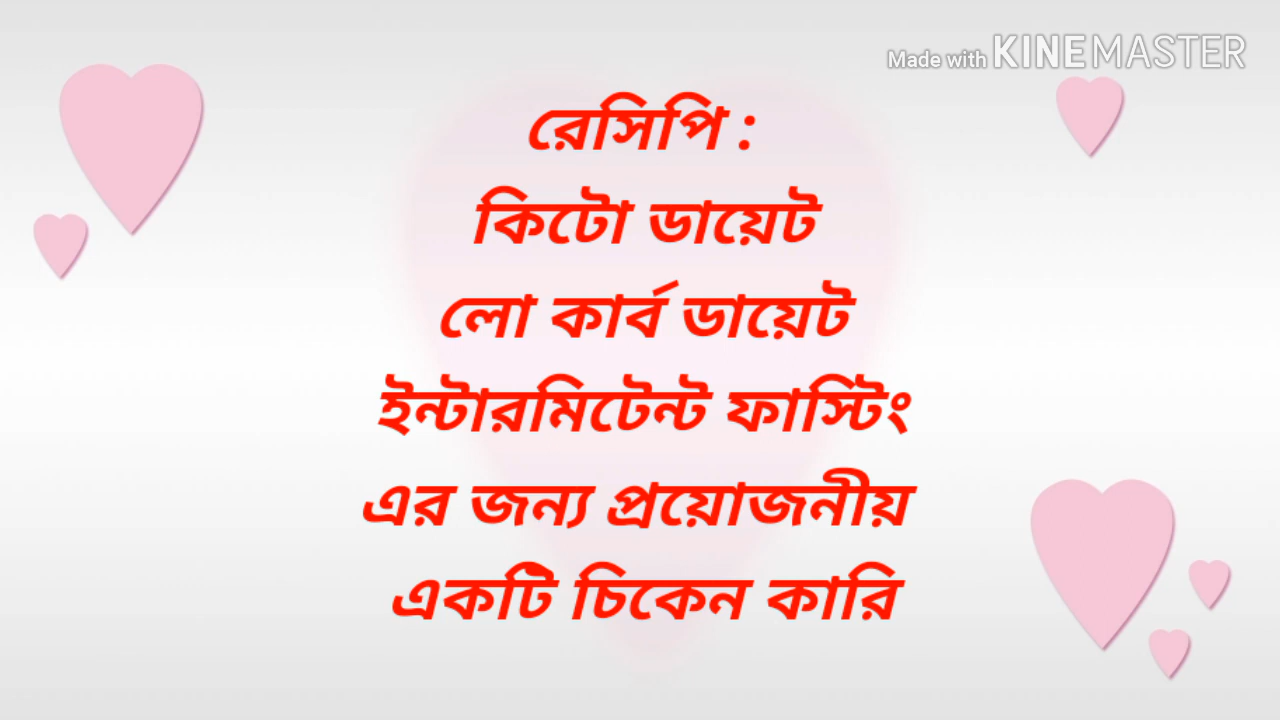 Made with KINEMASTER
রেসিপি :
কিটো ডায়েট
লো কার্ব ডায়েট
ইন্টারমিটেন্ট ফাস্টিং
এর জন্য প্রয়োজনীয়
একটি চিকেন কারি